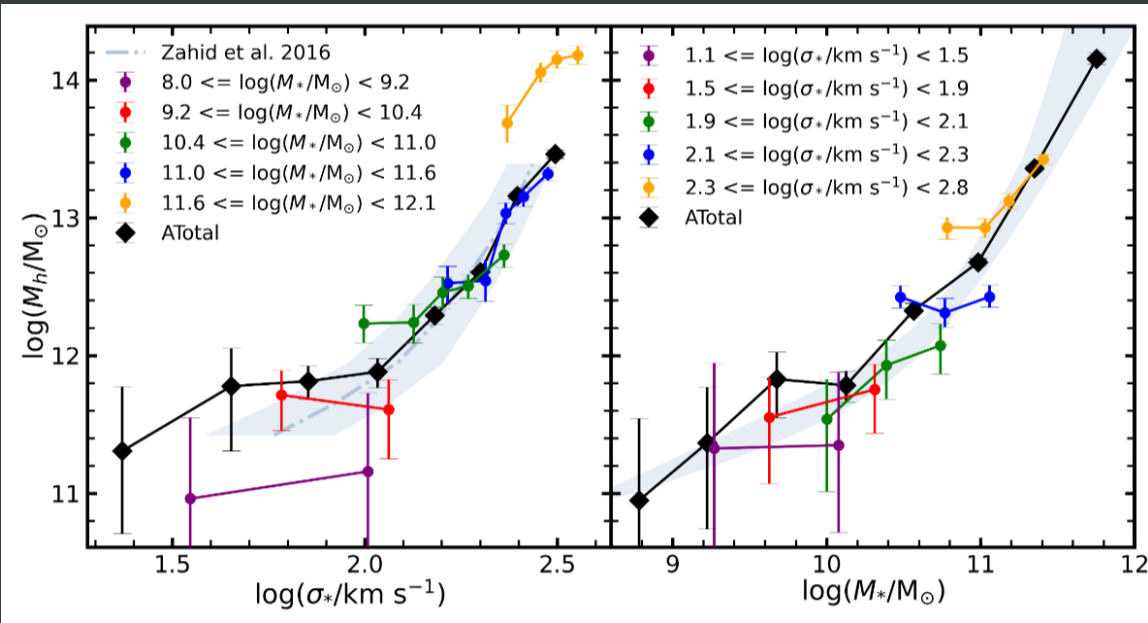 Zahid et al. 2016
8.0 <= log(M*/M⊙) < 9.2
9.2 <= log(M*/M⊙) < 10.4
10.4 <= log(M*/M⊙) < 11.0
11.0 <= log(M*/M⊙) < 11.6
11.6 <= log(M*/M⊙) < 12.1
ATotal
1.1 <= log(σ*/km s⁻¹) < 1.5
1.5 <= log(σ*/km s⁻¹) < 1.9
1.9 <= log(σ*/km s⁻¹) < 2.1
2.1 <= log(σ*/km s⁻¹) < 2.3
2.3 <= log(σ*/km s⁻¹) < 2.8
ATotal
14
13
12
11
log(Mh/M⊙)
1.5 2.0 2.5
9 10 11 12
log(σ*/km s⁻¹)
log(M*/M⊙)